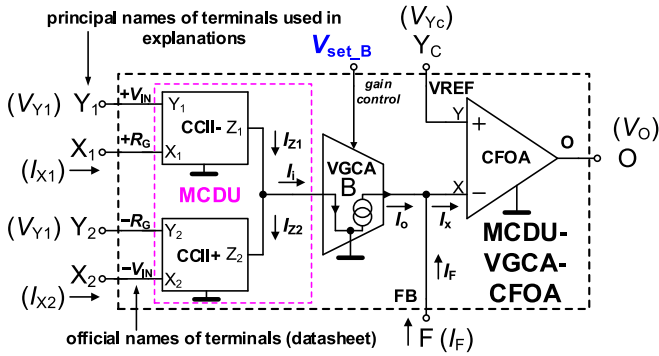 principal names of terminals used in
explanations
(V_Y1) Y_1
+V_IN
Y_1
CCII- Z_1
X_1
+R_G
X_1
(I_X1)
MCDU
(V_Y1) Y_2
-R_G
Y_2
CCII+ Z_2
X_2
-V_IN
X_2
(I_X2)
official names of terminals (datasheet)
I_Z1
I_i
I_Z2
V_set_B
gain
control
VGCA
B
I_o
I_x
I_F
FB
F (I_F)
(V_Yc)
Y_C
VREF
Y
+
CFOA
X
−
O
(V_O)
O
MCDU-
VGCA-
CFOA